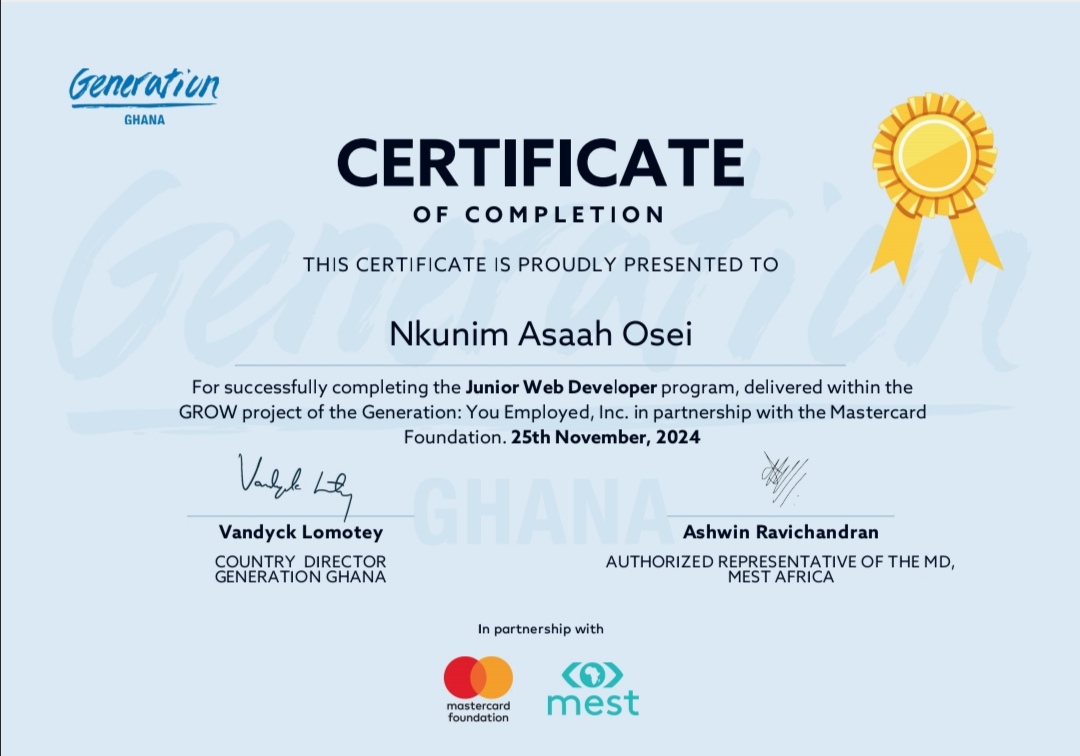 Generation
GHANA
CERTIFICATE
OF COMPLETION
THIS CERTIFICATE IS PROUDLY PRESENTED TO
Nkunim Asaah Osei
For successfully completing the Junior Web Developer program, delivered within the
GROW project of the Generation: You Employed, Inc. in partnership with the Mastercard
Foundation. 25th November, 2024
Vandyck Lomotey
COUNTRY DIRECTOR
GENERATION GHANA
Ashwin Ravichandran
AUTHORIZED REPRESENTATIVE OF THE MD,
MEST AFRICA
Generation
GHANA
In partnership with
mastercard
foundation
mest